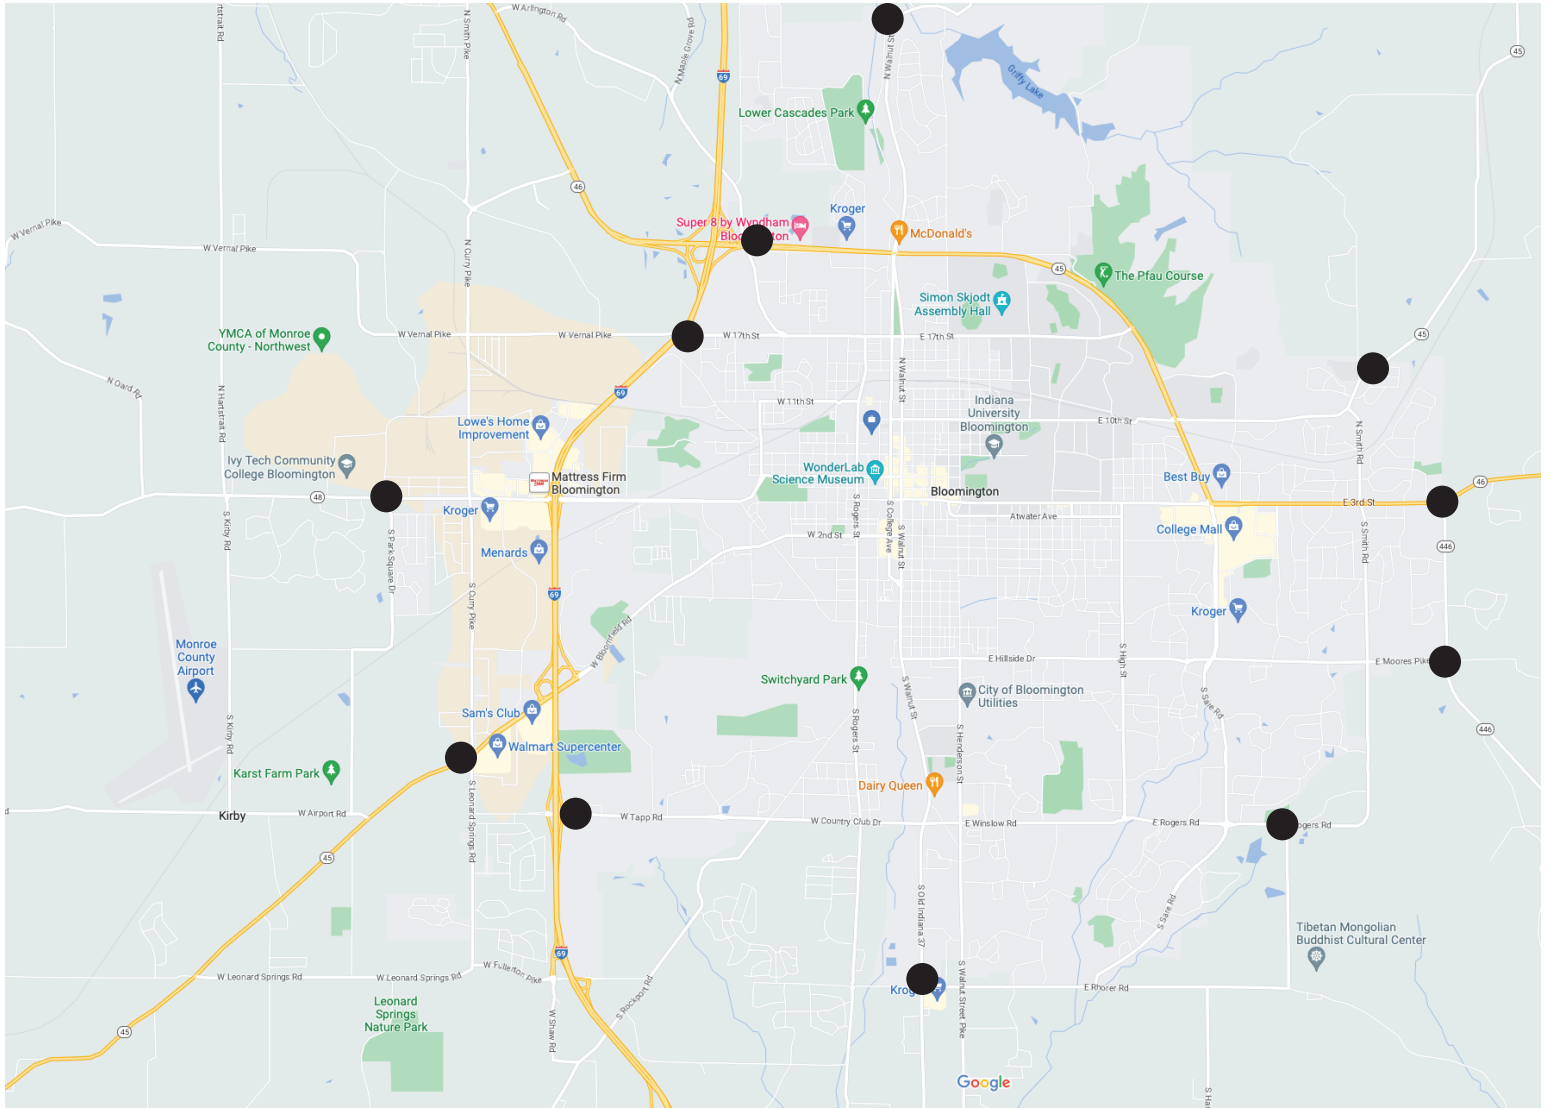 W Arlington Rd
N Smith Pike
rtstrait Rd
N Maple Grove Rd
69
45
Griffy Lake
Lower Cascades Park
46
Kroger
Super 8 by Wyndham
McDonald's
W Vernal Pike
W Vernal Pike
N Curry Pike
45
The Pfau Course
Simon Skjodt
Assembly Hall
YMCA of Monroe
County - Northwest
W Vernal Pike
W Vernal Pike
W 17th St
E 17th St
45
N Oard Rd
N Hartstrait Rd
69
N Walnut St
W 11th St
Indiana
University
Bloomington
E 10th St
N Smith Rd
Lowe's Home
Improvement
Ivy Tech Community
College Bloomington
WonderLab
Science Museum
Mattress Firm
Bloomington
Best Buy
46
Bloomington
48
Kroger
E 3rd St
S Kirby Rd
S Rogers St
S College Ave
S Walnut St
Atwater Ave
College Mall
W 2nd St
S Smith Rd
446
Menards
S Park Square Dr
S Curry Pike
69
Kroger
W Bloomfield Rd
Monroe
County
Airport
E Hillside Dr
S High St
E Moores Pike
Switchyard Park
S Walnut St
City of Bloomington
Utilities
S Sare Rd
S Kirby Rd
Sam's Club
S Rogers St
S Henderson St
446
Walmart Supercenter
Karst Farm Park
Dairy Queen
Kirby
W Airport Rd
S Leonard Springs Rd
W Tapp Rd
W Country Club Dr
E Winslow Rd
E Rogers Rd
ogers Rd
45
S Old Indiana 37
S Sare Rd
Tibetan Mongolian
Buddhist Cultural Center
69
W Leonard Springs Rd
W Leonard Springs Rd
W Fullerton Pike
S Rockport Rd
S Walnut Street Pike
E Rhorer Rd
Leonard
Springs
Nature Park
45
W Shaw Rd
Google